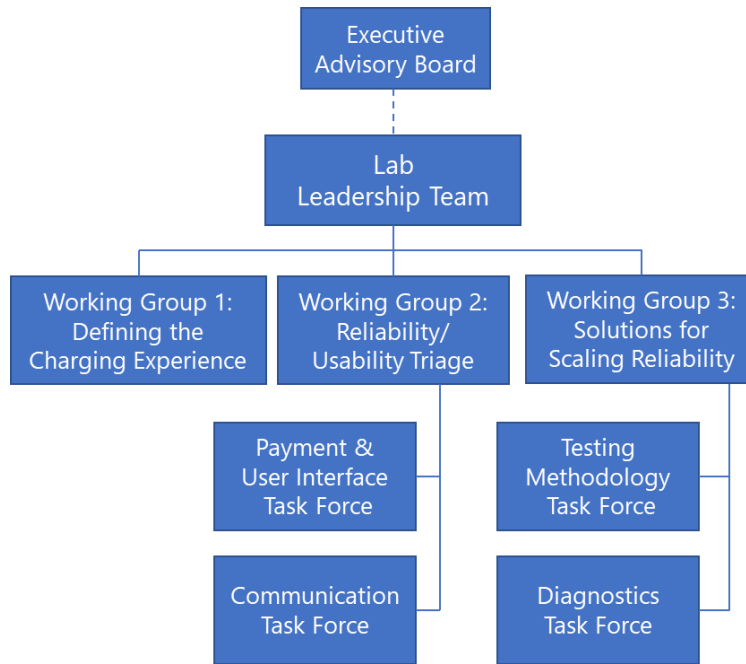 Executive
Advisory Board
Lab
Leadership Team
Working Group 1:
Defining the
Charging Experience
Working Group 2:
Reliability/
Usability Triage
Working Group 3:
Solutions for
Scaling Reliability
Payment &
User Interface
Task Force
Testing
Methodology
Task Force
Communication
Task Force
Diagnostics
Task Force